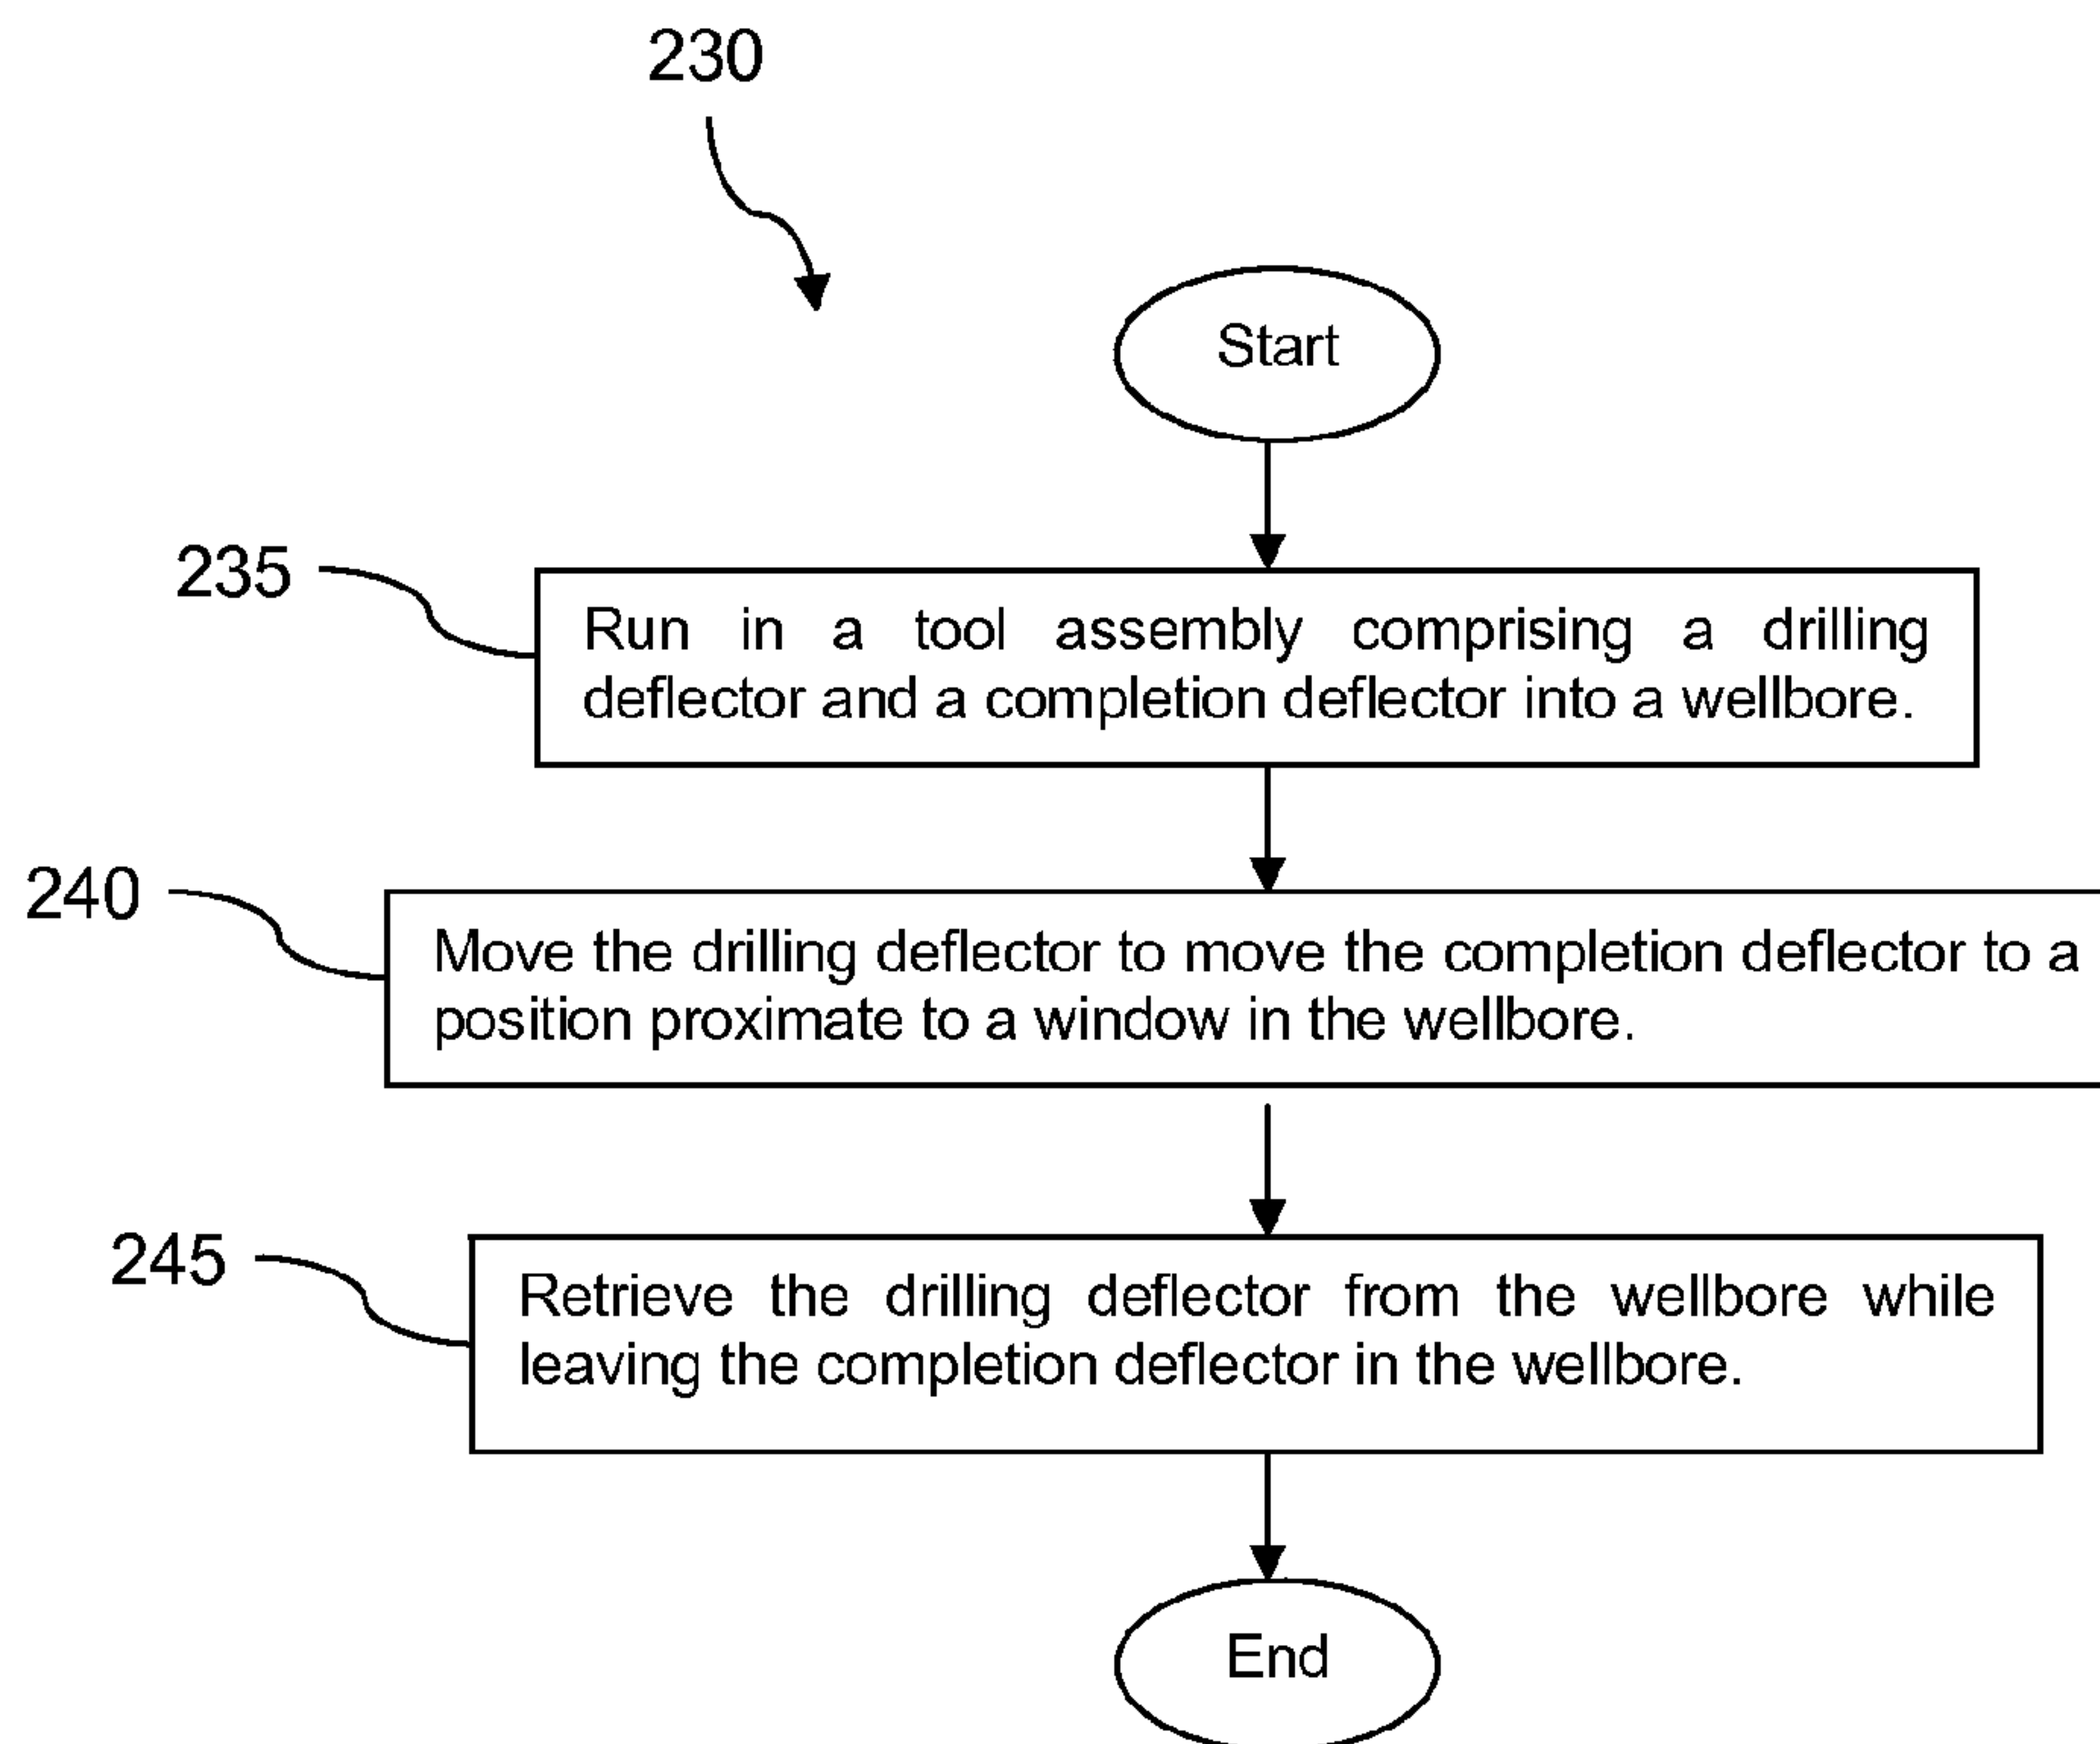 230
Start
235
Run in a tool assembly comprising a drilling
deflector and a completion deflector into a wellbore.
240
Move the drilling deflector to move the completion deflector to a
position proximate to a window in the wellbore.
245
Retrieve the drilling deflector from the wellbore while
leaving the completion deflector in the wellbore.
End